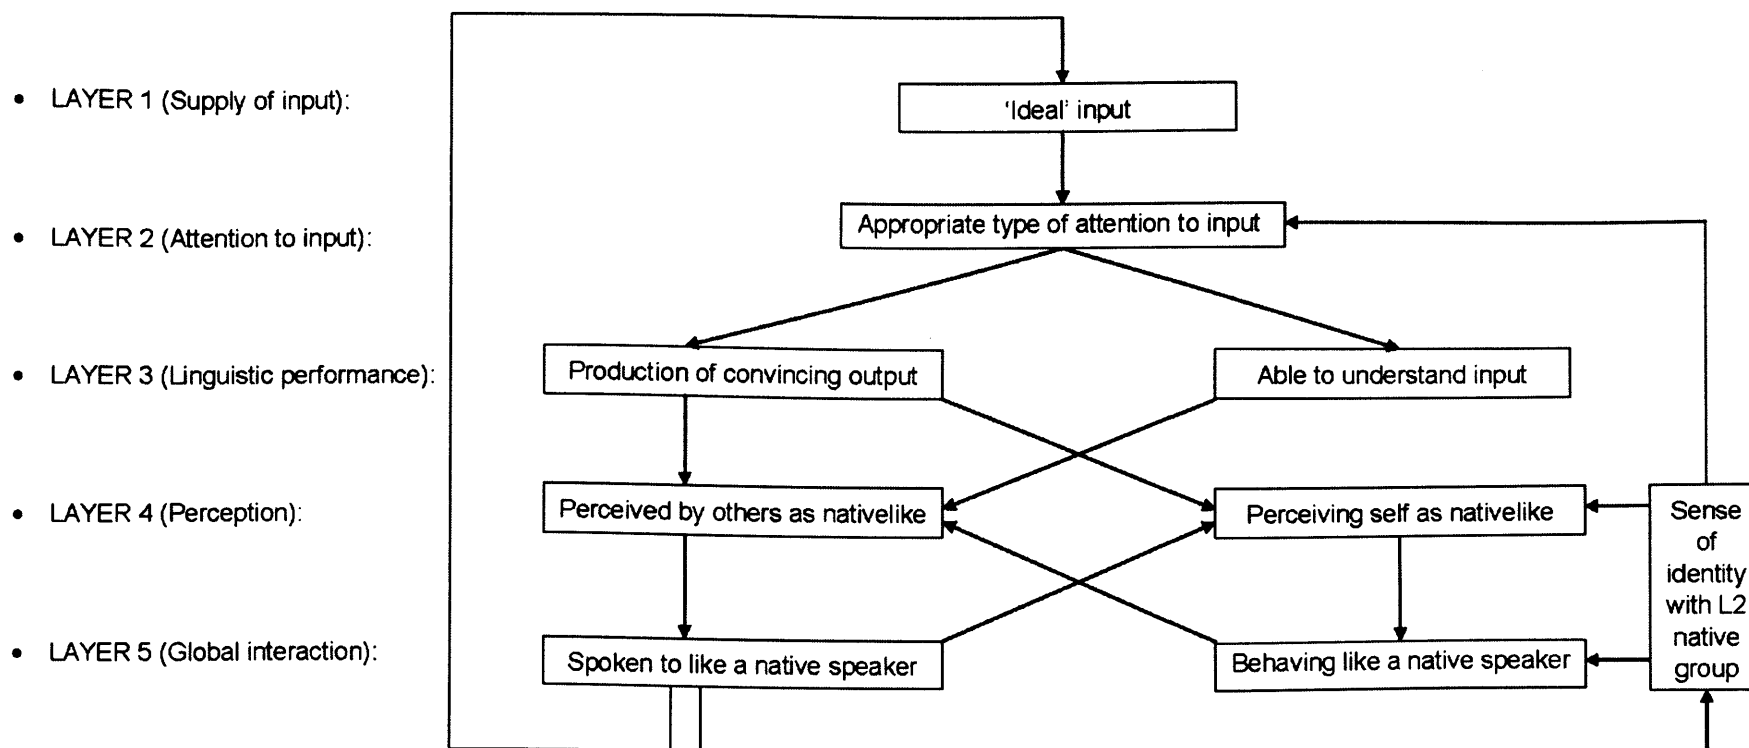 • LAYER 1 (Supply of input):
'Ideal' input
• LAYER 2 (Attention to input):
Appropriate type of attention to input
• LAYER 3 (Linguistic performance):
Production of convincing output
Able to understand input
• LAYER 4 (Perception):
Perceived by others as nativelike
Perceiving self as nativelike
Sense
of
identity
with L2
native
group
• LAYER 5 (Global interaction):
Spoken to like a native speaker
Behaving like a native speaker